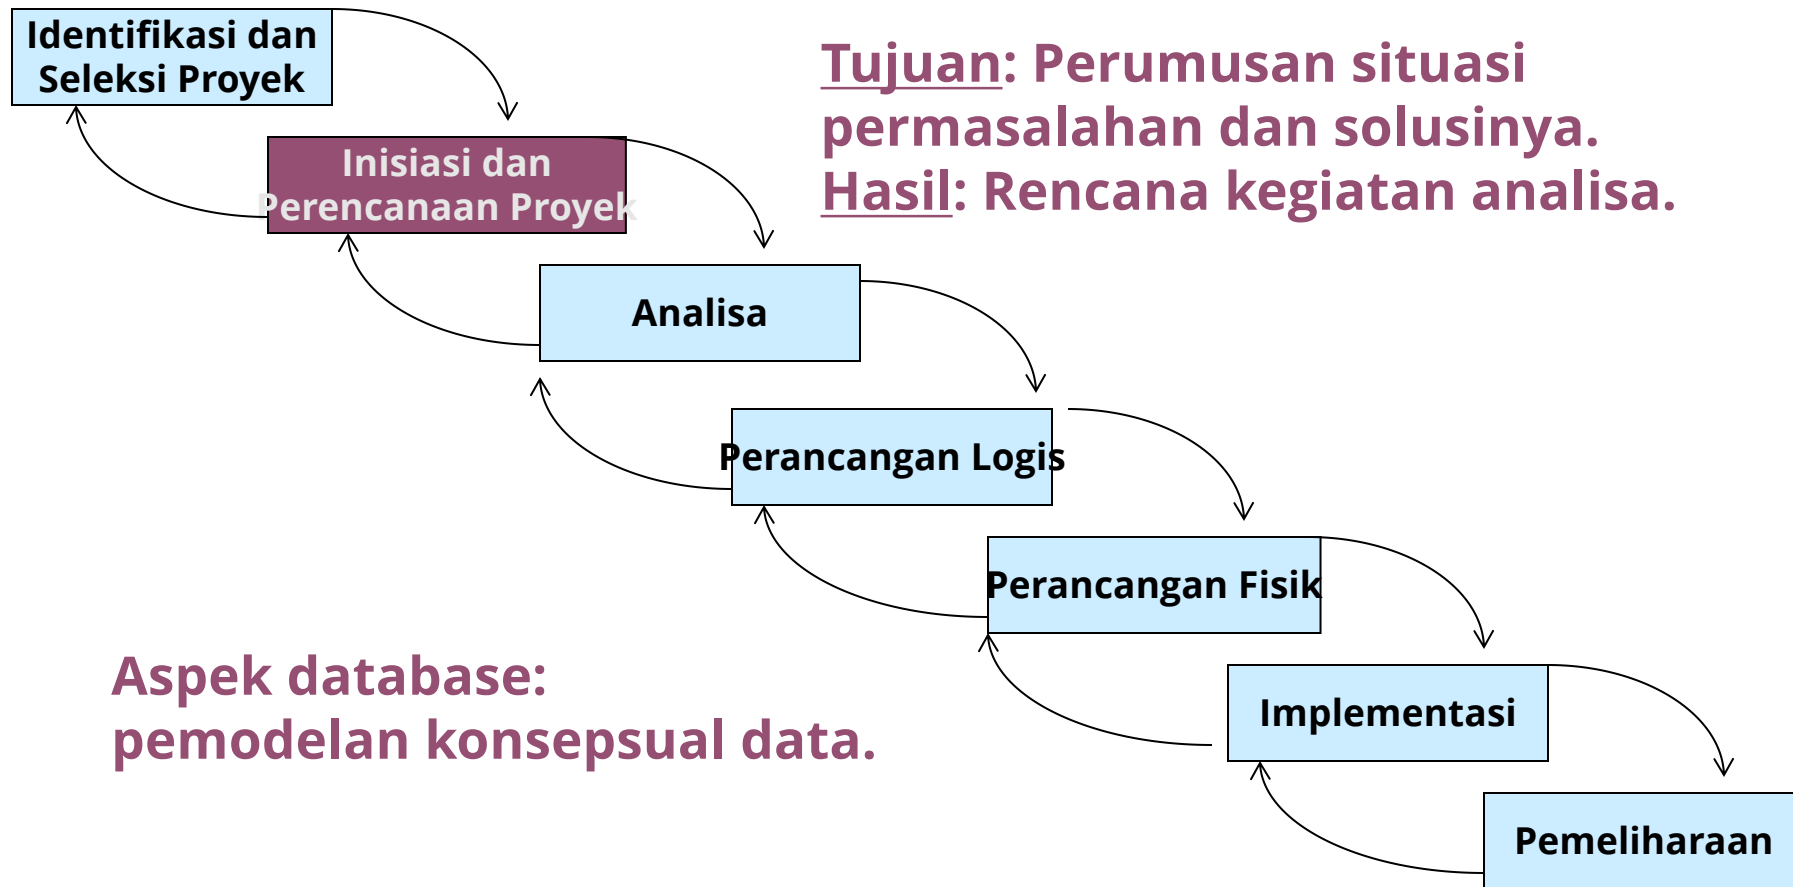 Identifikasi dan
Seleksi Proyek
Tujuan: Perumusan situasi
permasalahan dan solusinya.
Hasil: Rencana kegiatan analisa.
Inisiasi dan
Perencanaan Proyek
Analisa
Perancangan Logis
Perancangan Fisik
Aspek database:
pemodelan konsepsual data.
Implementasi
Pemeliharaan